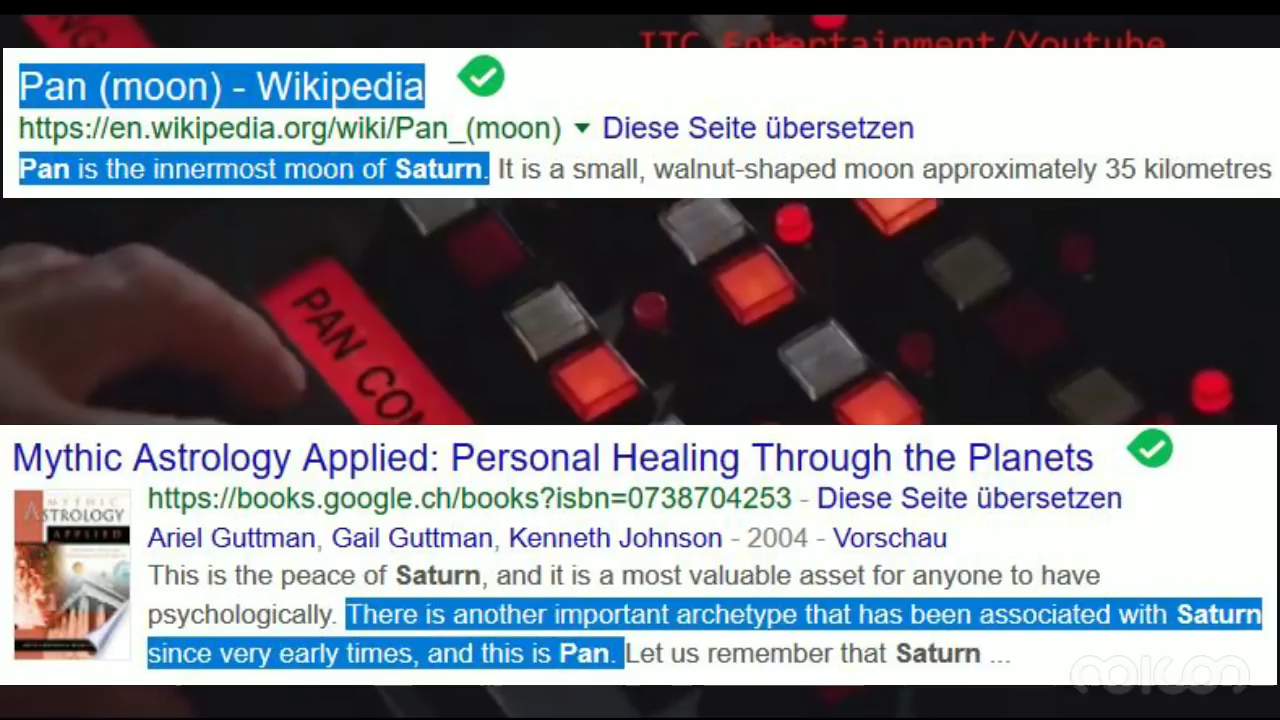 ITC Entertainment/Youtube
Pan (moon) - Wikipedia
https://en.wikipedia.org/wiki/Pan_(moon) Diese Seite übersetzen
Pan is the innermost moon of Saturn. It is a small, walnut-shaped moon approximately 35 kilometres
PAN CON
Mythic Astrology Applied: Personal Healing Through the Planets
https://books.google.ch/books?isbn=0738704253 - Diese Seite übersetzen
MYTHIC
ASTROLOGY
APPLIED
Ariel Guttman, Gail Guttman, Kenneth Johnson - 2004 - Vorschau
This is the peace of Saturn, and it is a most valuable asset for anyone to have
psychologically. There is another important archetype that has been associated with Saturn
since very early times, and this is Pan. Let us remember that Saturn ...